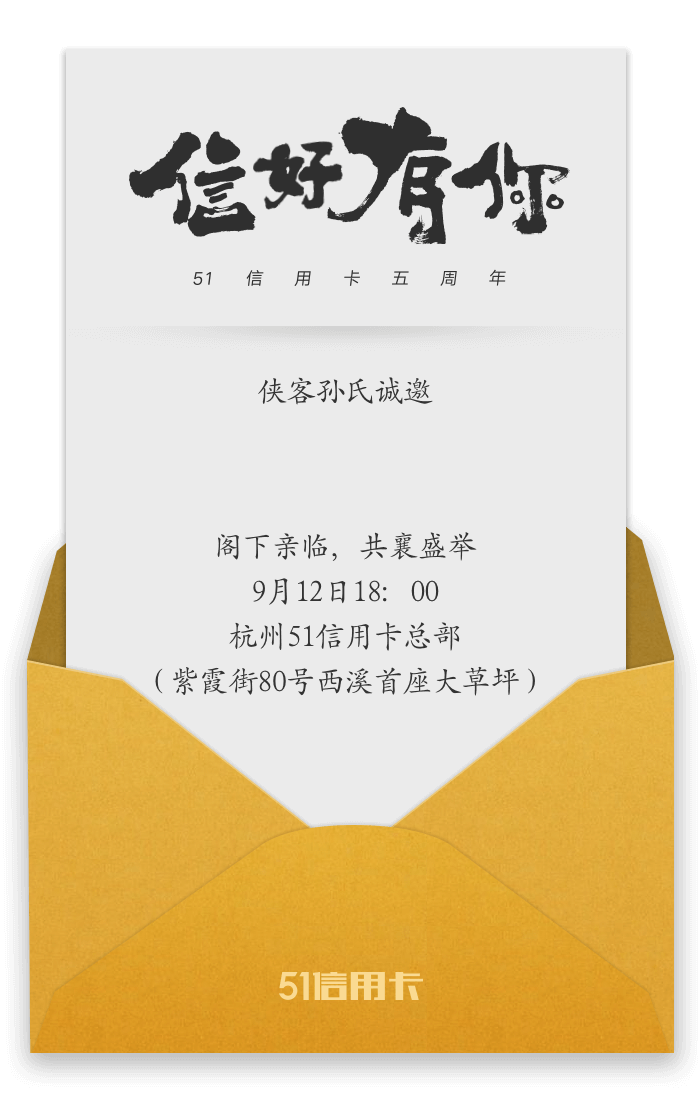 信好有你
51信用卡五周年
侠客孙氏诚邀
阁下亲临，共襄盛举
9月12日18：00
杭州51信用卡总部
（紫霞街80号西溪首座大草坪）
51信用卡